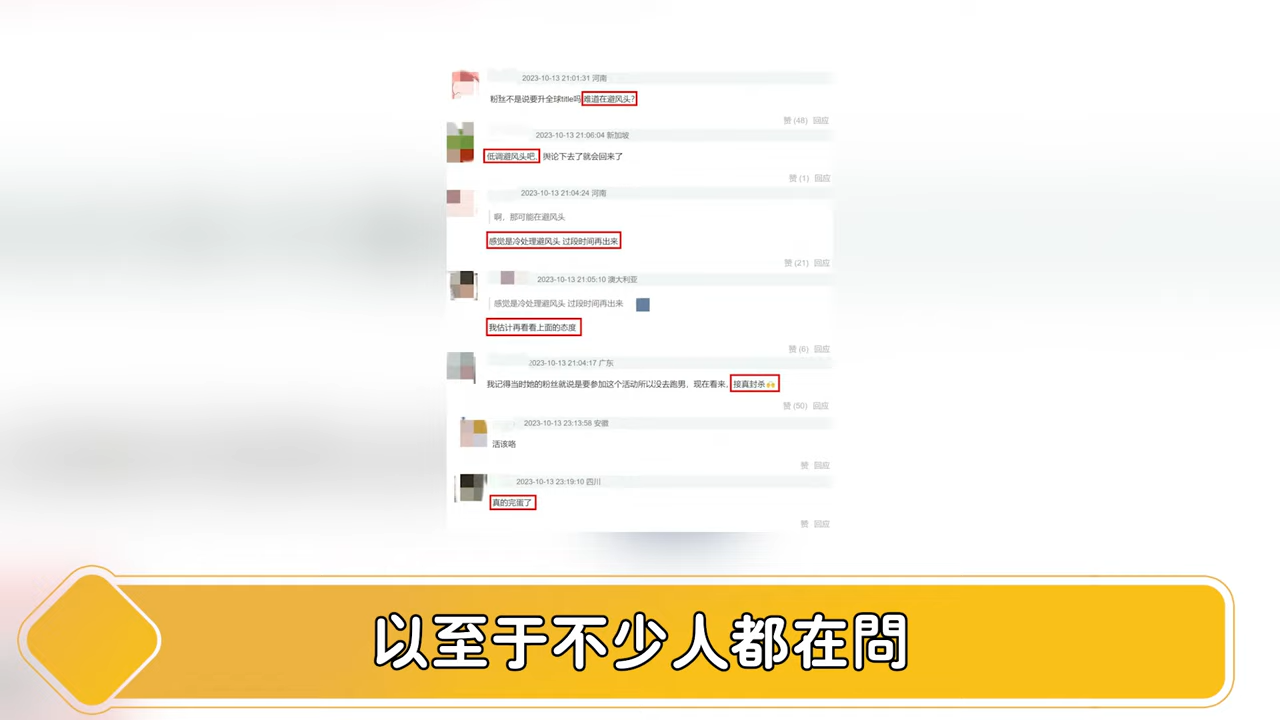 2023-10-13 21:01:31 河南
粉丝不是说要升全球title吗难道在避风头?
赞 (48) 回应
2023-10-13 21:06:04 新加坡
低调避风头吧，舆论下去了就会回来了
赞 (1) 回应
2023-10-13 21:04:24 河南
啊，那可能在避风头
感觉是冷处理避风头 过段时间再出来
赞 (21) 回应
2023-10-13 21:05:10 澳大利亚
感觉是冷处理避风头 过段时间再出来
我估计再看看上面的态度
赞 (6) 回应
2023-10-13 21:04:17 广东
我记得当时她的粉丝就说是要参加这个活动所以没去跑男、现在看来，接真封杀
赞 (50) 回应
2023-10-13 23:13:58 安徽
活该咯
赞 回应
2023-10-13 23:19:10 四川
真的完蛋了
赞 回应
以至于不少人都在問